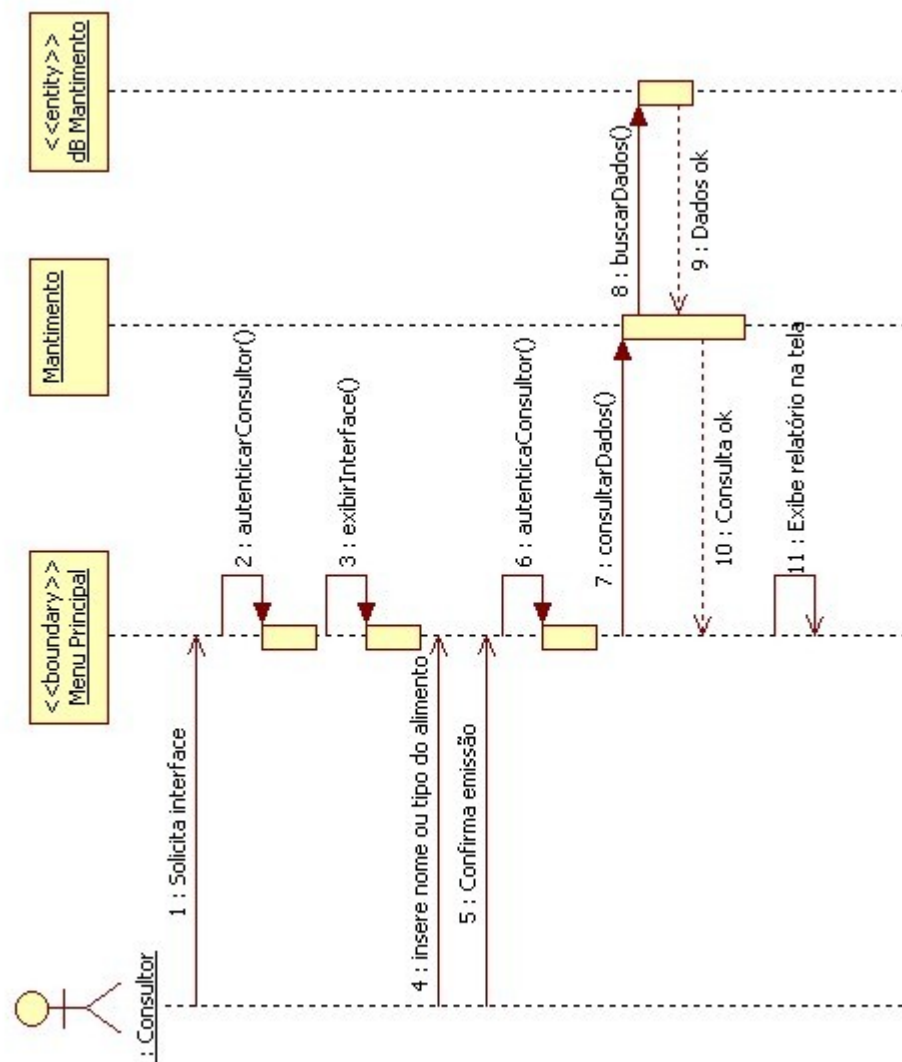 : Consultor
<<boundary>>
Menu Principal
Mantimento
<<entity>>
dB Mantimento
1 : Solicita interface
2 : autenticarConsultor()
3 : exibirInterface()
4 : insere nome ou tipo do alimento
5 : Confirma emissão
6 : autenticaConsultor()
7 : consultarDados()
8 : buscarDados()
9 : Dados ok
10 : Consulta ok
11 : Exibe relatório na tela